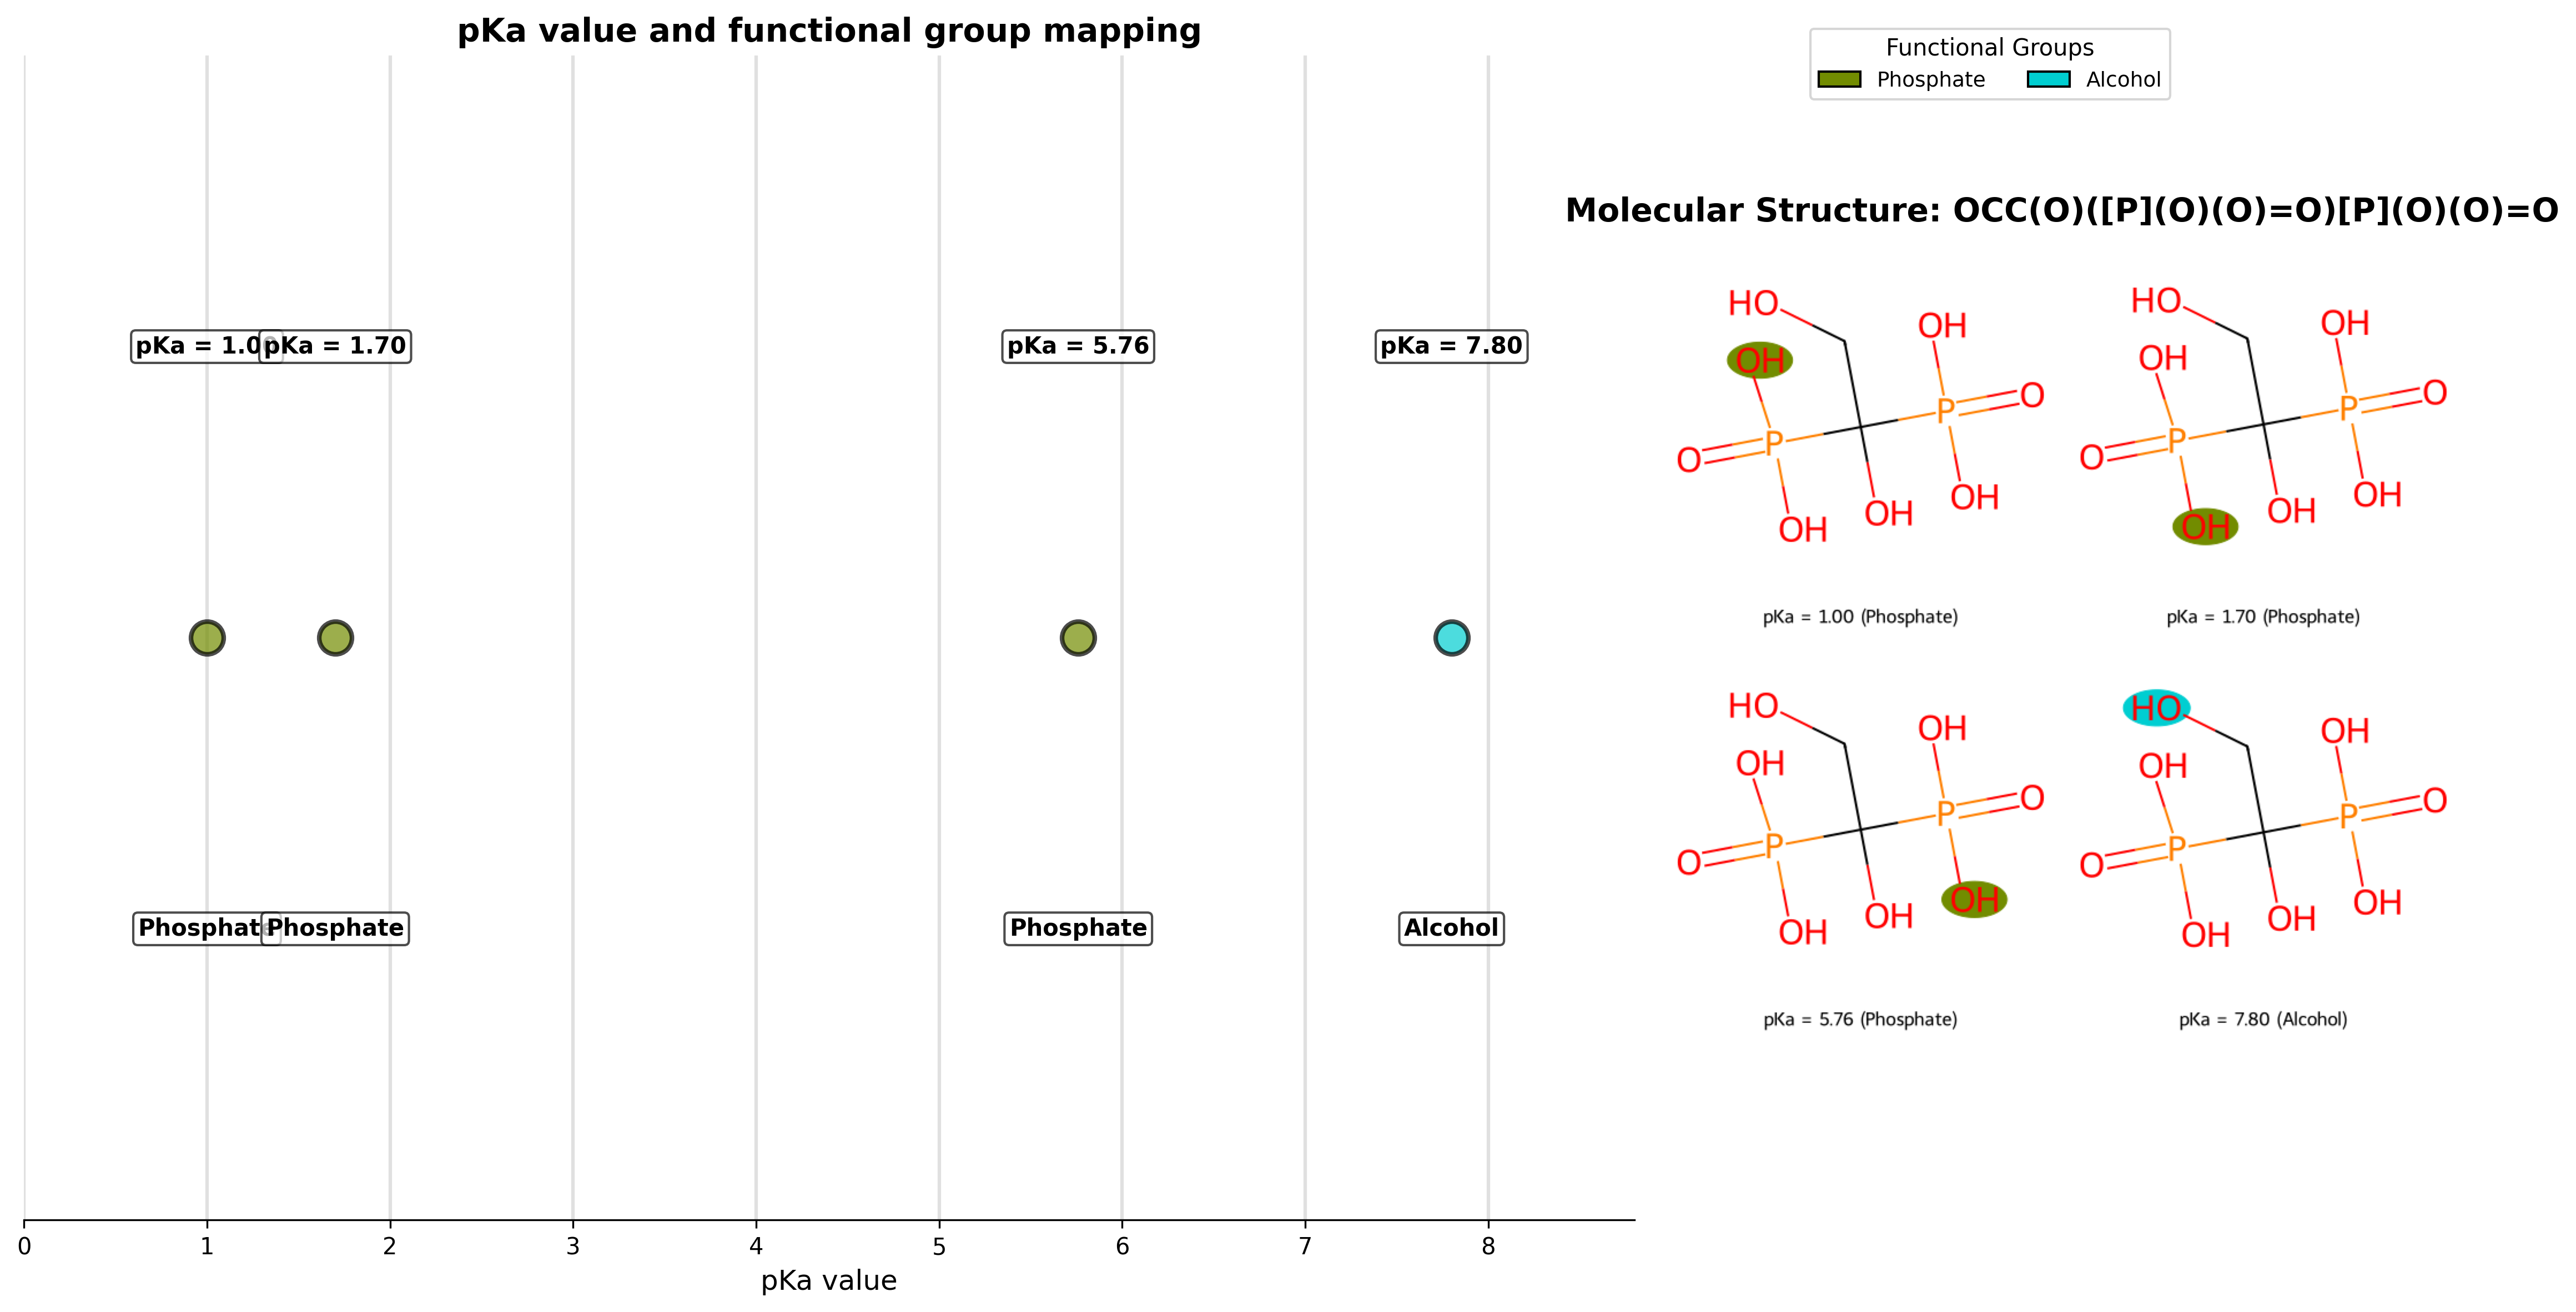 pKa value and functional group mapping
Functional Groups
Phosphate
Alcohol
Molecular Structure: OCC(O)([P](O)(O)=O)[P](O)(O)=O
pKa = 1.0
pKa = 1.70
pKa = 5.76
pKa = 7.80
Phosphate
Phosphate
Phosphate
Alcohol
0
1
2
3
4
5
6
7
8
pKa value
HO
OH
OH
P
O
P
O
OH
OH
OH
pKa = 1.00 (Phosphate)
HO
OH
OH
P
O
P
O
OH
OH
OH
pKa = 1.70 (Phosphate)
HO
OH
OH
P
O
P
O
OH
OH
OH
pKa = 5.76 (Phosphate)
HO
OH
OH
P
O
P
O
OH
OH
OH
pKa = 7.80 (Alcohol)